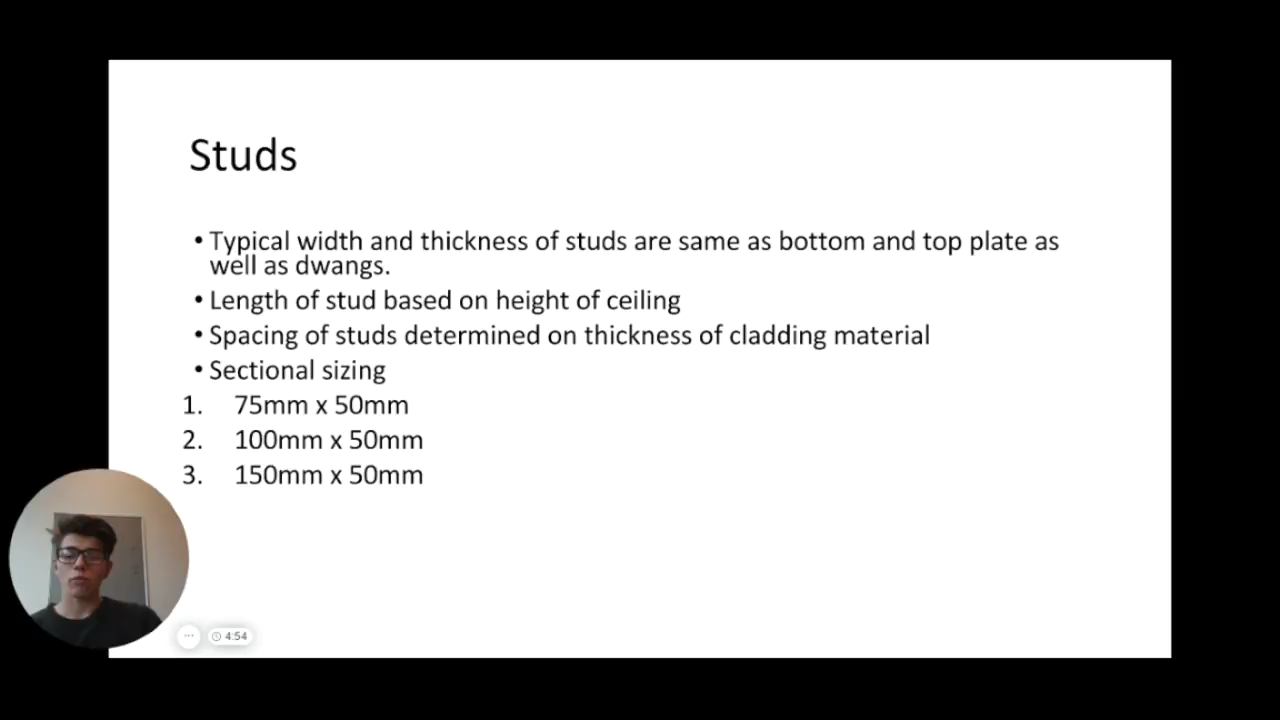 Studs
• Typical width and thickness of studs are same as bottom and top plate as
well as dwangs.
• Length of stud based on height of ceiling
• Spacing of studs determined on thickness of cladding material
• Sectional sizing
1. 75mm x 50mm
2. 100mm x 50mm
3. 150mm x 50mm
4:54